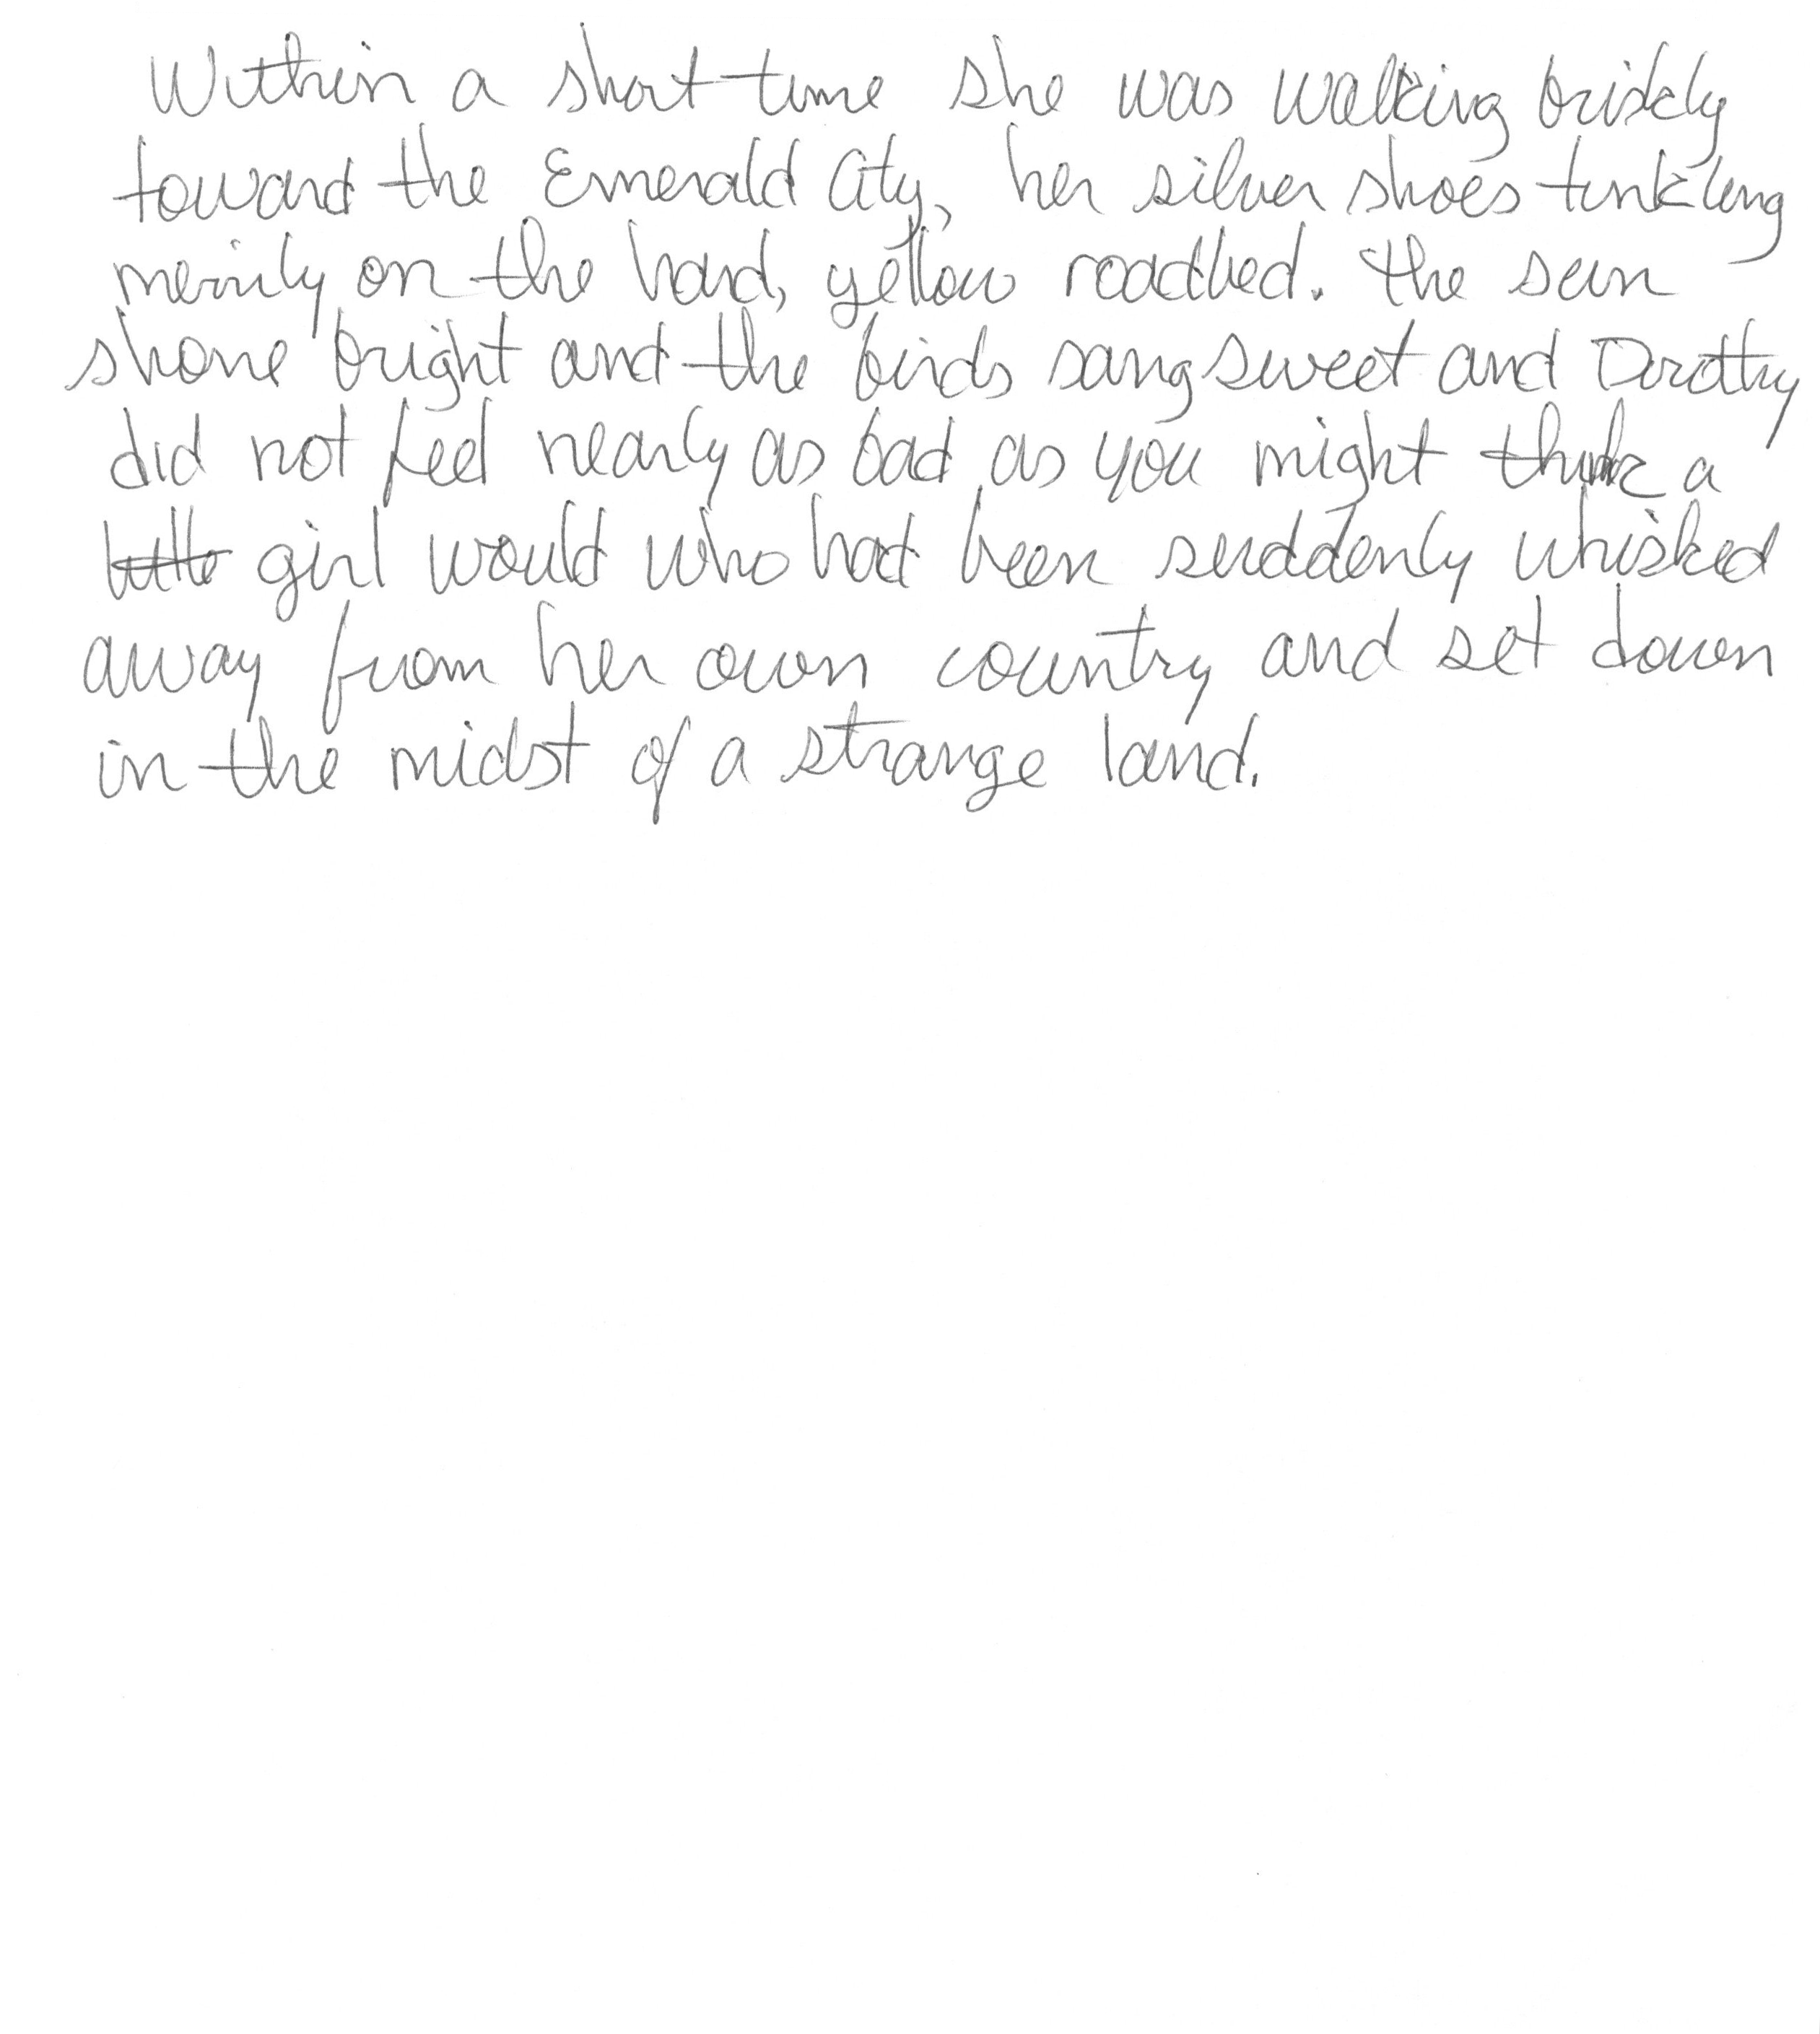 Within a short time she was walking briskly
toward the Emerald City, her silver shoes tinkling
merrily on the hard, yellow roadbed. The sun
shone bright and the birds sang sweet and Dorothy
did not feel nearly as bad as you might think a
little girl would who had been suddenly whisked
away from her own country and set down
in the midst of a strange land.